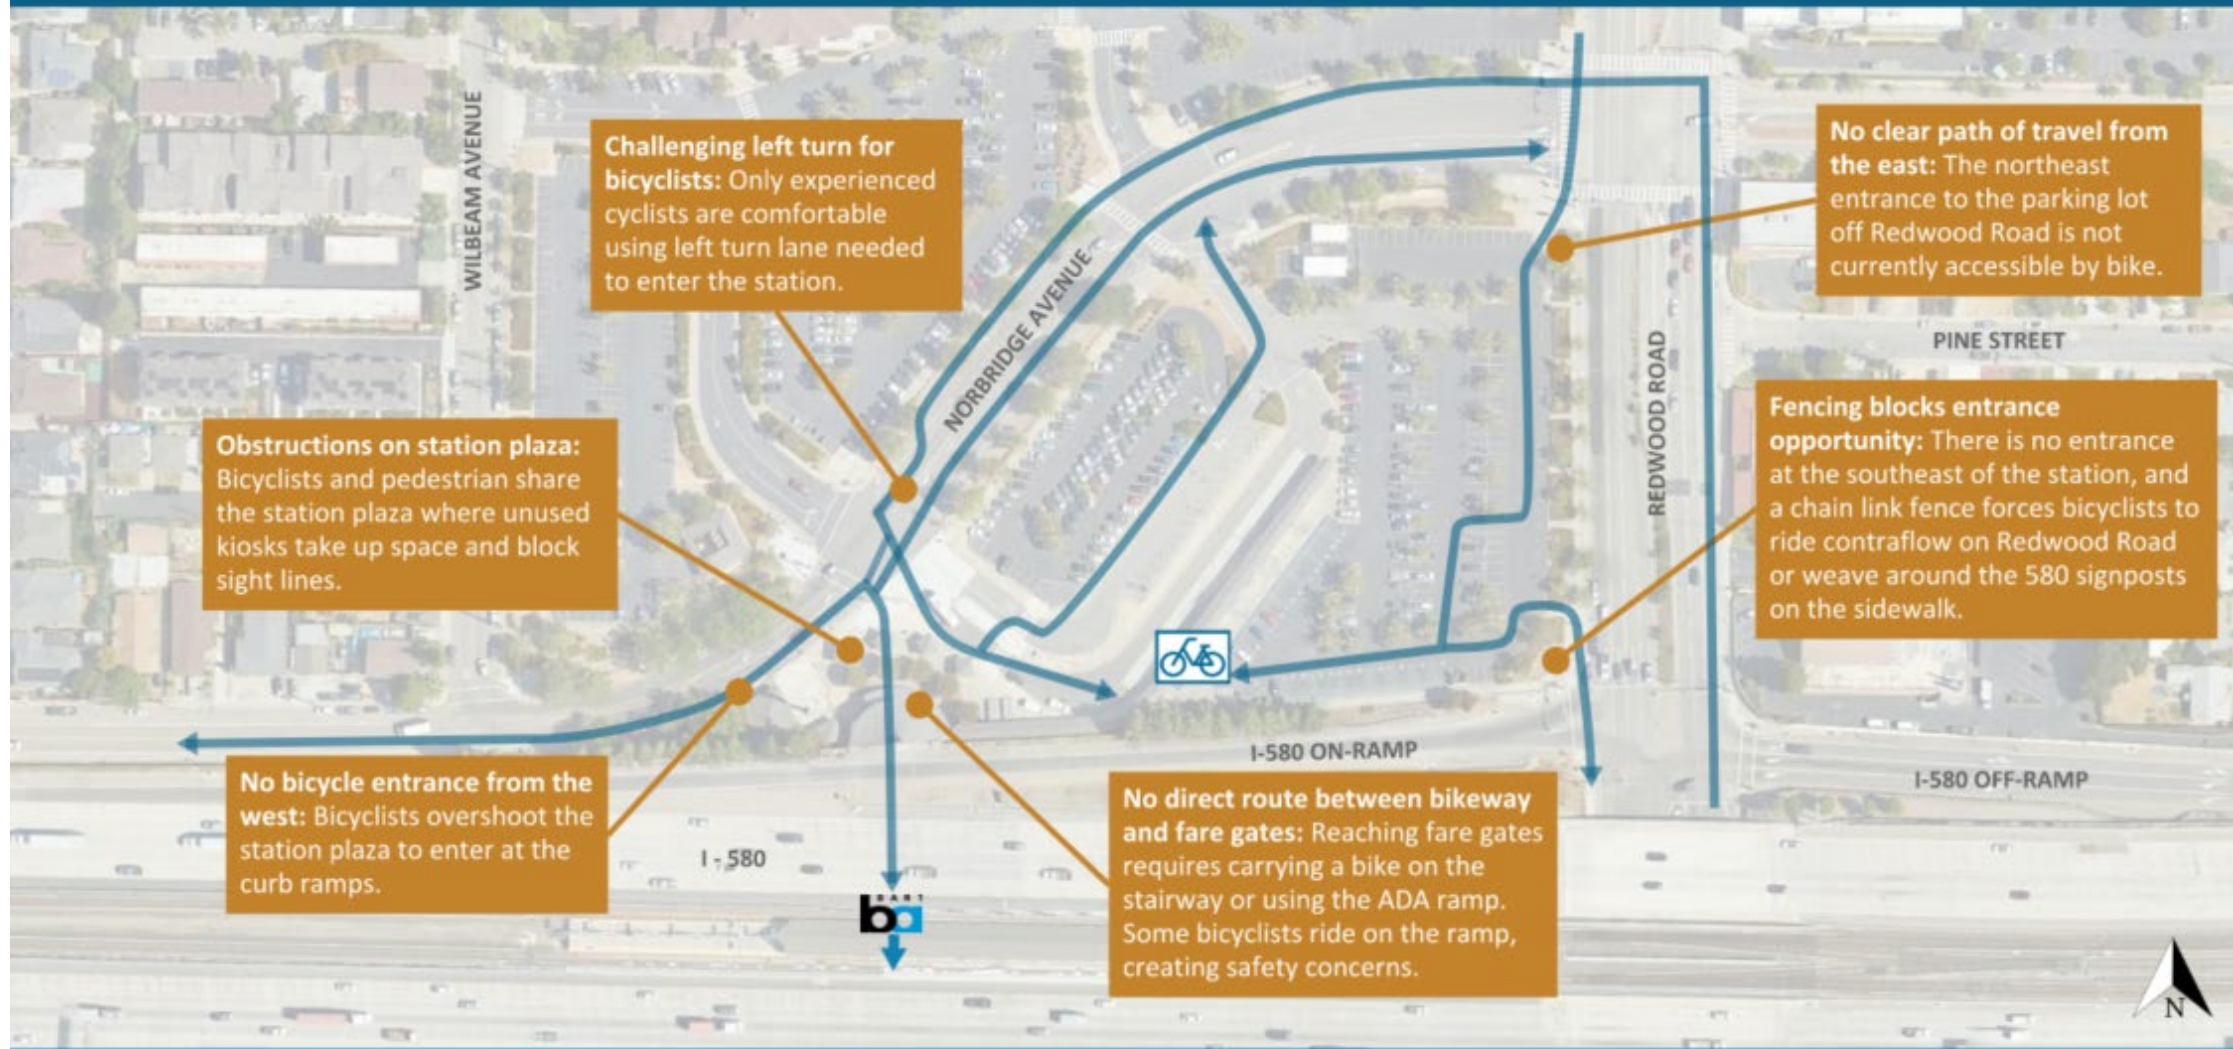 WILBEAM AVENUE
Challenging left turn for
bicyclists: Only experienced
cyclists are comfortable
using left turn lane needed
to enter the station.
No clear path of travel from
the east: The northeast
entrance to the parking lot
off Redwood Road is not
currently accessible by bike.
NORBRIDGE AVENUE
REDWOOD ROAD
PINE STREET
Obstructions on station plaza:
Bicyclists and pedestrian share
the station plaza where unused
kiosks take up space and block
sight lines.
Fencing blocks entrance
opportunity: There is no entrance
at the southeast of the station, and
a chain link fence forces bicyclists to
ride contraflow on Redwood Road
or weave around the 580 signposts
on the sidewalk.
I-580 ON-RAMP
I-580 OFF-RAMP
No bicycle entrance from the
west: Bicyclists overshoot the
station plaza to enter at the
curb ramps.
I - 580
No direct route between bikeway
and fare gates: Reaching fare gates
requires carrying a bike on the
stairway or using the ADA ramp.
Some bicyclists ride on the ramp,
creating safety concerns.
BART
ba
N